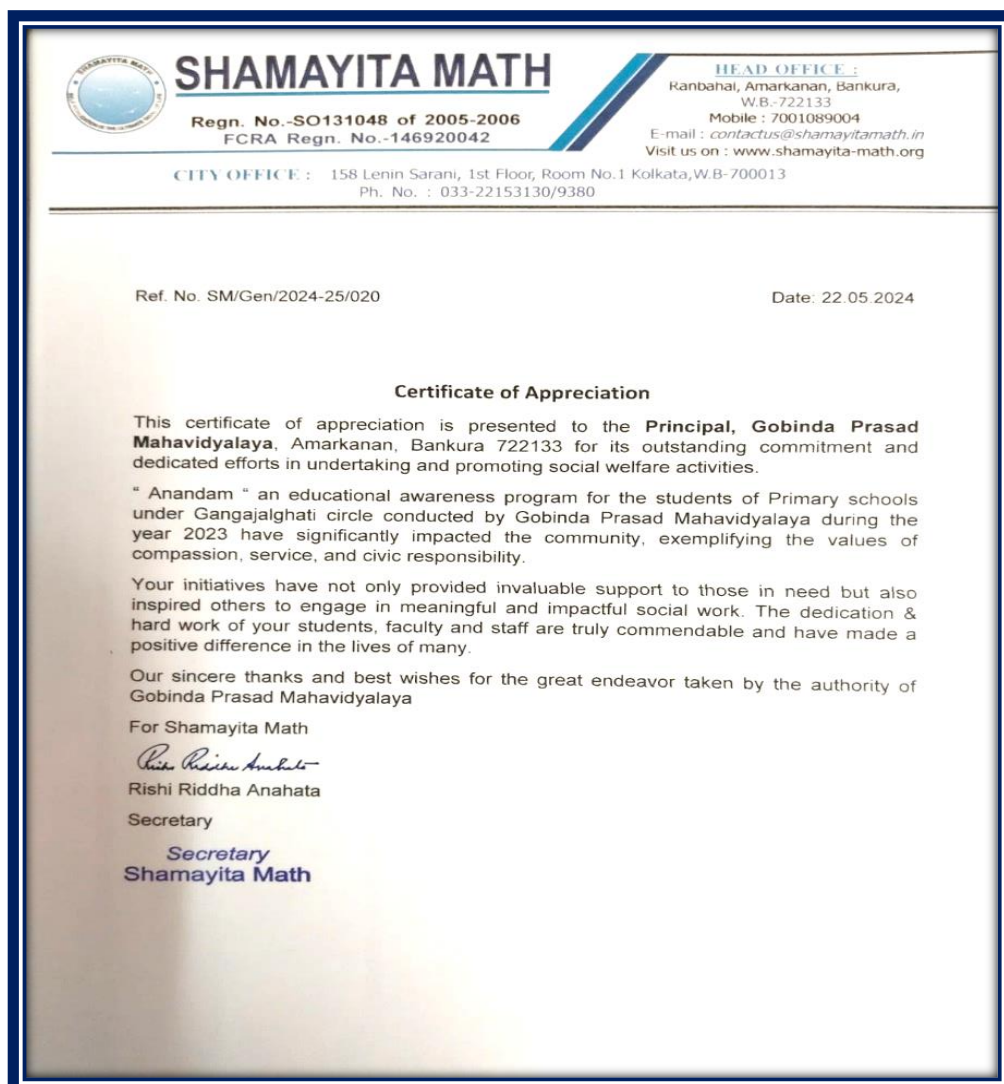 SHAMAYITA MATH
SHAMAYITA MATH
Regn. No.-SO131048 of 2005-2006
FCRA Regn. No.-146920042
HEAD OFFICE :
Ranbahal, Amarkanan, Bankura,
W.B.-722133
Mobile : 7001089004
E-mail : contactus@shamayitamath.in
Visit us on : www.shamayita-math.org
CITY OFFICE : 158 Lenin Sarani, 1st Floor, Room No.1 Kolkata,W.B-700013
Ph. No. : 033-22153130/9380
Ref. No. SM/Gen/2024-25/020 Date: 22.05.2024
Certificate of Appreciation
This certificate of appreciation is presented to the Principal, Gobinda Prasad
Mahavidyalaya, Amarkanan, Bankura 722133 for its outstanding commitment and
dedicated efforts in undertaking and promoting social welfare activities.
“ Anandam “ an educational awareness program for the students of Primary schools
under Gangajalghati circle conducted by Gobinda Prasad Mahavidyalaya during the
year 2023 have significantly impacted the community, exemplifying the values of
compassion, service, and civic responsibility.
Your initiatives have not only provided invaluable support to those in need but also
inspired others to engage in meaningful and impactful social work. The dedication &
hard work of your students, faculty and staff are truly commendable and have made a
positive difference in the lives of many.
Our sincere thanks and best wishes for the great endeavor taken by the authority of
Gobinda Prasad Mahavidyalaya
For Shamayita Math
Rishi Riddha Anahata
Rishi Riddha Anahata
Secretary
Secretary
Shamayita Math